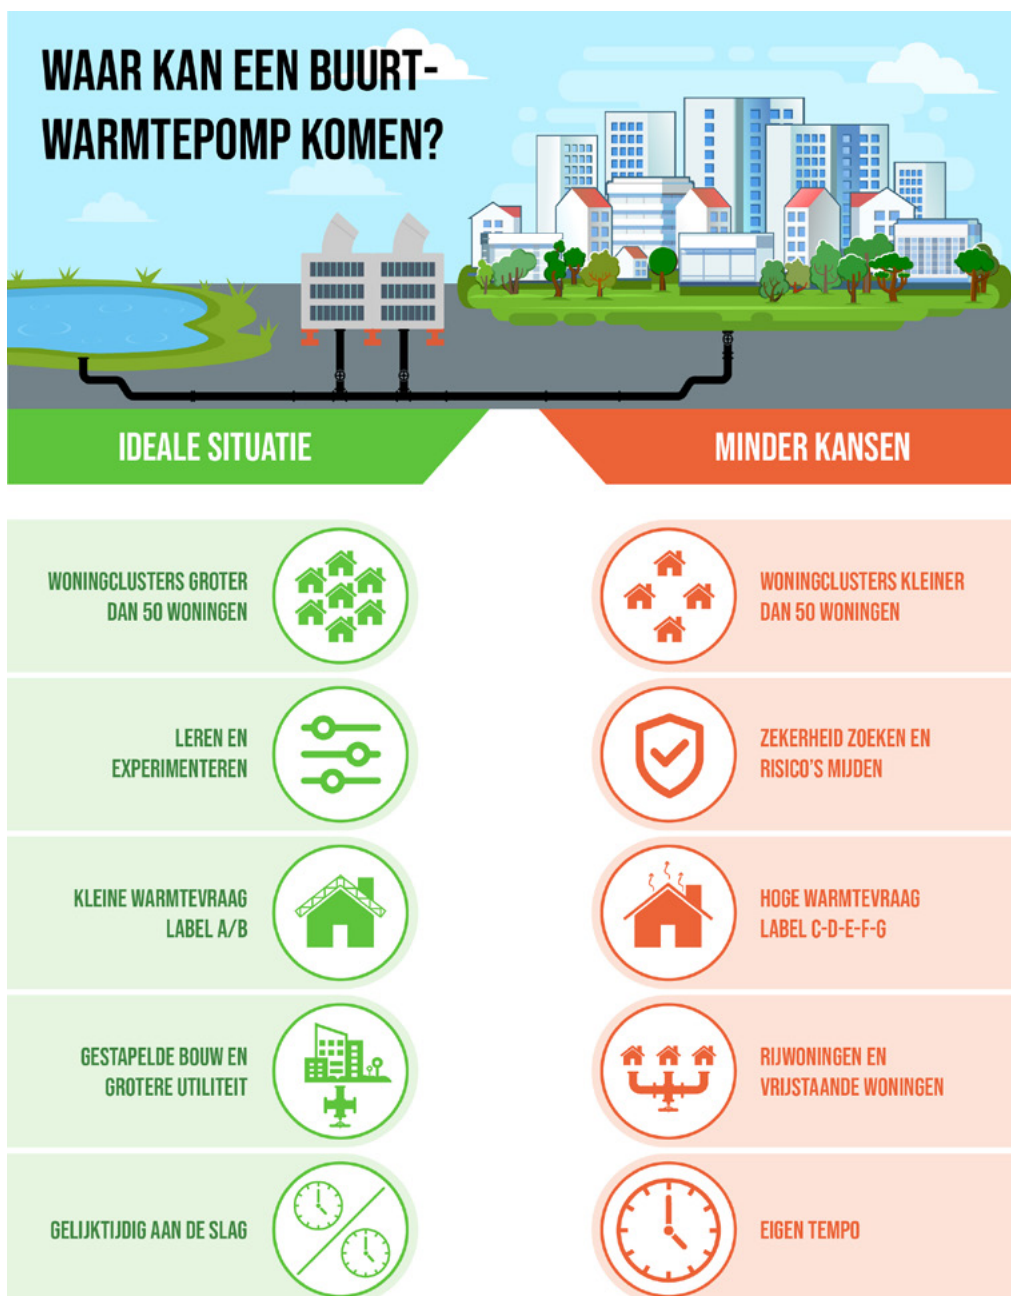 WAAR KAN EEN BUURT-
WARMTEPOMP KOMEN?
IDEALE SITUATIE
MINDER KANSEN
WONINGCLUSTERS GROTER
DAN 50 WONINGEN
WONINGCLUSTERS KLEINER
DAN 50 WONINGEN
LEREN EN
EXPERIMENTEREN
ZEKERHEID ZOEKEN EN
RISICO'S MIJDEN
KLEINE WARMTEVRAAG
LABEL A/B
HOGE WARMTEVRAAG
LABEL C-D-E-F-G
GESTAPELDE BOUW EN
GROTERE UTILITEIT
RIJWONINGEN EN
VRIJSTAANDE WONINGEN
GELIJKTIJDIG AAN DE SLAG
EIGEN TEMPO